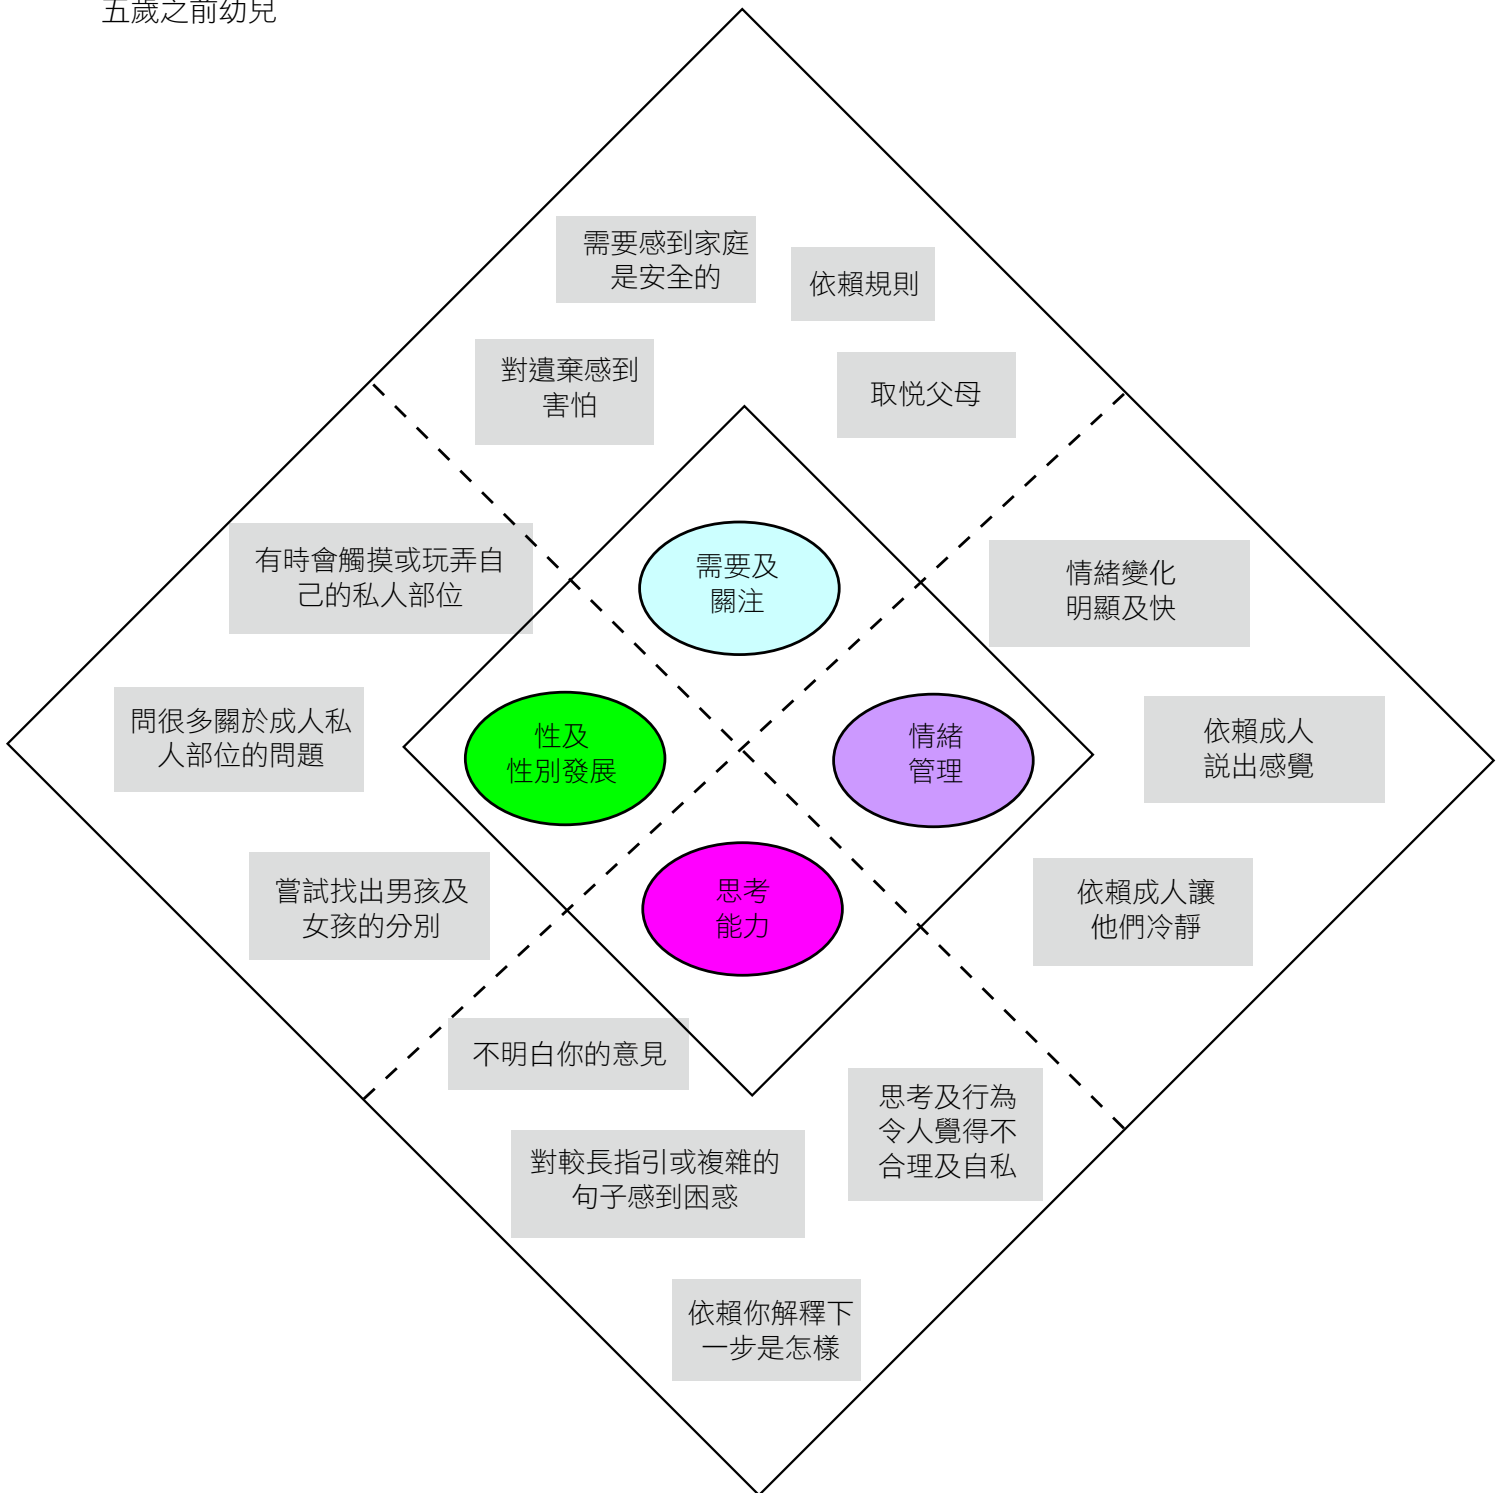 五歲之前幼兒
需要感到家庭
是安全的
依賴規則
對遺棄感到
害怕
取悦父母
有時會觸摸或玩弄自
己的私人部位
需要及
關注
情緒變化
明顯及快
問很多關於成人私
人部位的問題
性及
性別發展
情緒
管理
依賴成人
説出感覺
嘗試找出男孩及
女孩的分別
思考
能力
依賴成人讓
他們冷靜
不明白你的意見
思考及行為
令人覺得不
合理及自私
對較長指引或複雜的
句子感到困惑
依賴你解釋下
一步是怎樣